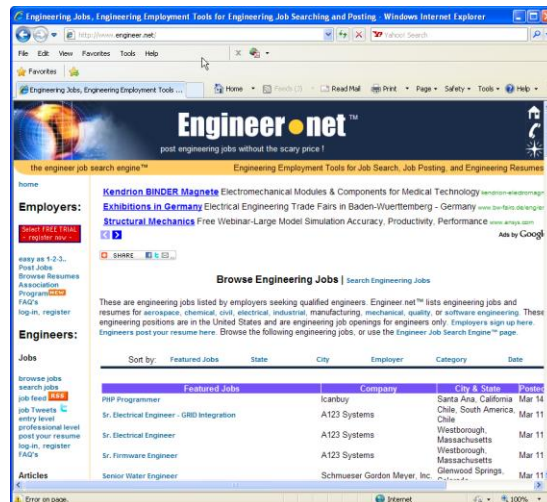 Engineering Jobs, Engineering Employment Tools for Engineering Job Searching and Posting - Windows Internet Explorer
http://www.engineer.net/
Yahoo! Search
File Edit View Favorites Tools Help
Favorites
Engineering Jobs, Engineering Employment Tools ...
Home Feeds Read Mail Print Page Safety Tools Help
Engineer.net™
post engineering jobs without the scary price !
the engineer job search engine™
Engineering Employment Tools for Job Search, Job Posting, and Engineering Resumes
home
Kendrion BINDER Magnete Electromechanical Modules & Components for Medical Technology
Employers:
Exhibitions in Germany Electrical Engineering Trade Fairs in Baden-Wuerttemberg - Germany
Structural Mechanics Free Webinar-Large Model Simulation Accuracy, Productivity, Performance www.ansys.com
Select FREE TRIAL
- register now -
Ads by Google
SHARE
easy as 1-2-3..
Post Jobs
Browse Resumes
Association
Program NEW
FAQ's
log-in, register
Browse Engineering Jobs | Search Engineering Jobs
These are engineering jobs listed by employers seeking qualified engineers. Engineer.net™ lists engineering jobs and
resumes for aerospace, chemical, civil, electrical, industrial, manufacturing, mechanical, quality, or software engineering. These
engineering positions are in the United States and are engineering job openings for engineers only. Employers sign up here.
Engineers post your resume here. Browse the following engineering jobs, or use the Engineer Job Search Engine™ page.
Engineers:
Jobs
Sort by: Featured Jobs State City Employer Category Date
browse jobs
search jobs
job feed RSS
job Tweets
entry level
professional level
post your resume
log-in, register
FAQ's
Articles
Featured Jobs Company City & State Posted
PHP Programmer Icanbuy Santa Ana, California Mar 14
Sr. Electrical Engineer - GRID Integration A123 Systems Chile, South America, Chile Mar 11
Sr. Electrical Engineer A123 Systems Westborough, Massachusetts Mar 11
Sr. Firmware Engineer A123 Systems Westborough, Massachusetts Mar 11
Senior Water Engineer Schmueser Gordon Meyer, Inc. Glenwood Springs, Mar 11
Error on page. Internet 100%